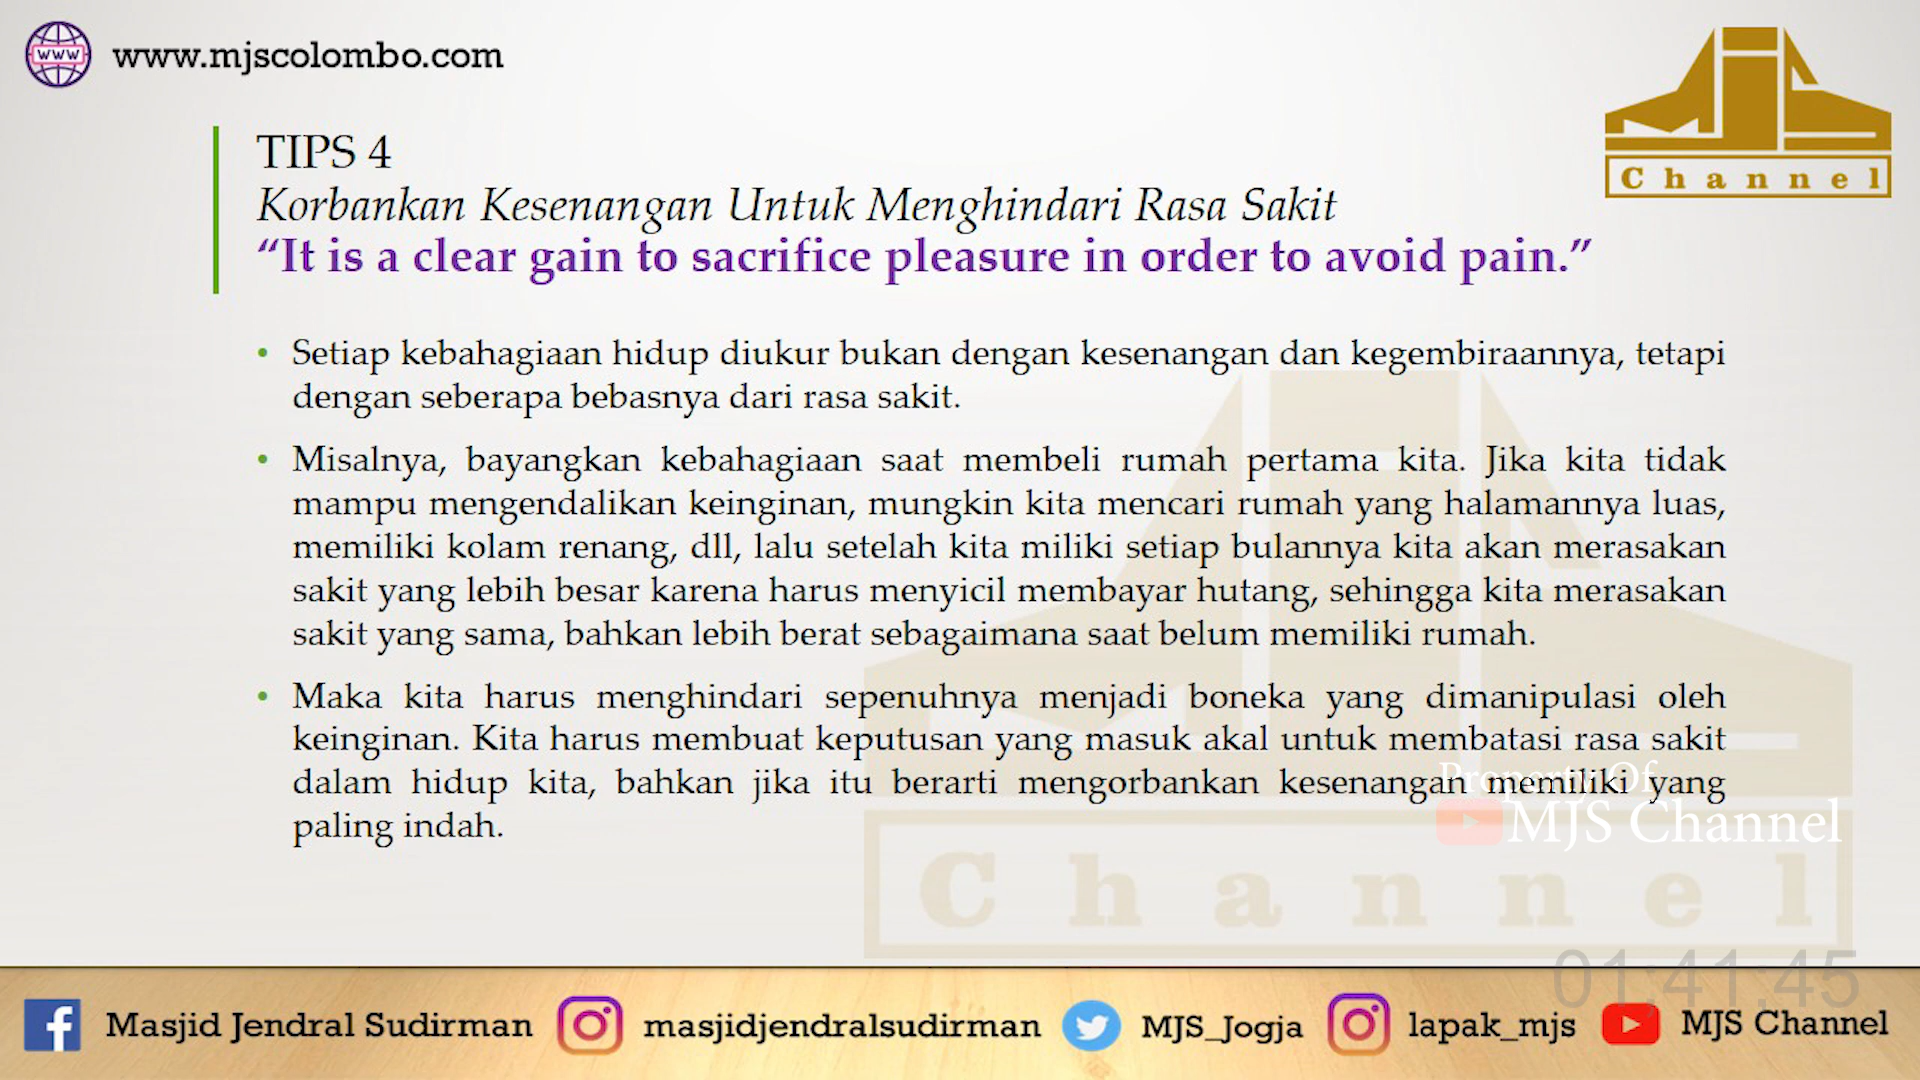 www
www.mjscolombo.com
MJS
Channel
TIPS 4
Korbankan Kesenangan Untuk Menghindari Rasa Sakit
“It is a clear gain to sacrifice pleasure in order to avoid pain.”
• Setiap kebahagiaan hidup diukur bukan dengan kesenangan dan kegembiraannya, tetapi
dengan seberapa bebasnya dari rasa sakit.
• Misalnya, bayangkan kebahagiaan saat membeli rumah pertama kita. Jika kita tidak
mampu mengendalikan keinginan, mungkin kita mencari rumah yang halamannya luas,
memiliki kolam renang, dll, lalu setelah kita miliki setiap bulannya kita akan merasakan
sakit yang lebih besar karena harus menyicil membayar hutang, sehingga kita merasakan
sakit yang sama, bahkan lebih berat sebagaimana saat belum memiliki rumah.
• Maka kita harus menghindari sepenuhnya menjadi boneka yang dimanipulasi oleh
keinginan. Kita harus membuat keputusan yang masuk akal untuk membatasi rasa sakit
dalam hidup kita, bahkan jika itu berarti mengorbankan kesenangan memiliki yang
paling indah.
Property Of
MJS Channel
Channel
01:41:45
Masjid Jendral Sudirman
masjidjendralsudirman
MJS_Jogja
lapak_mjs
MJS Channel